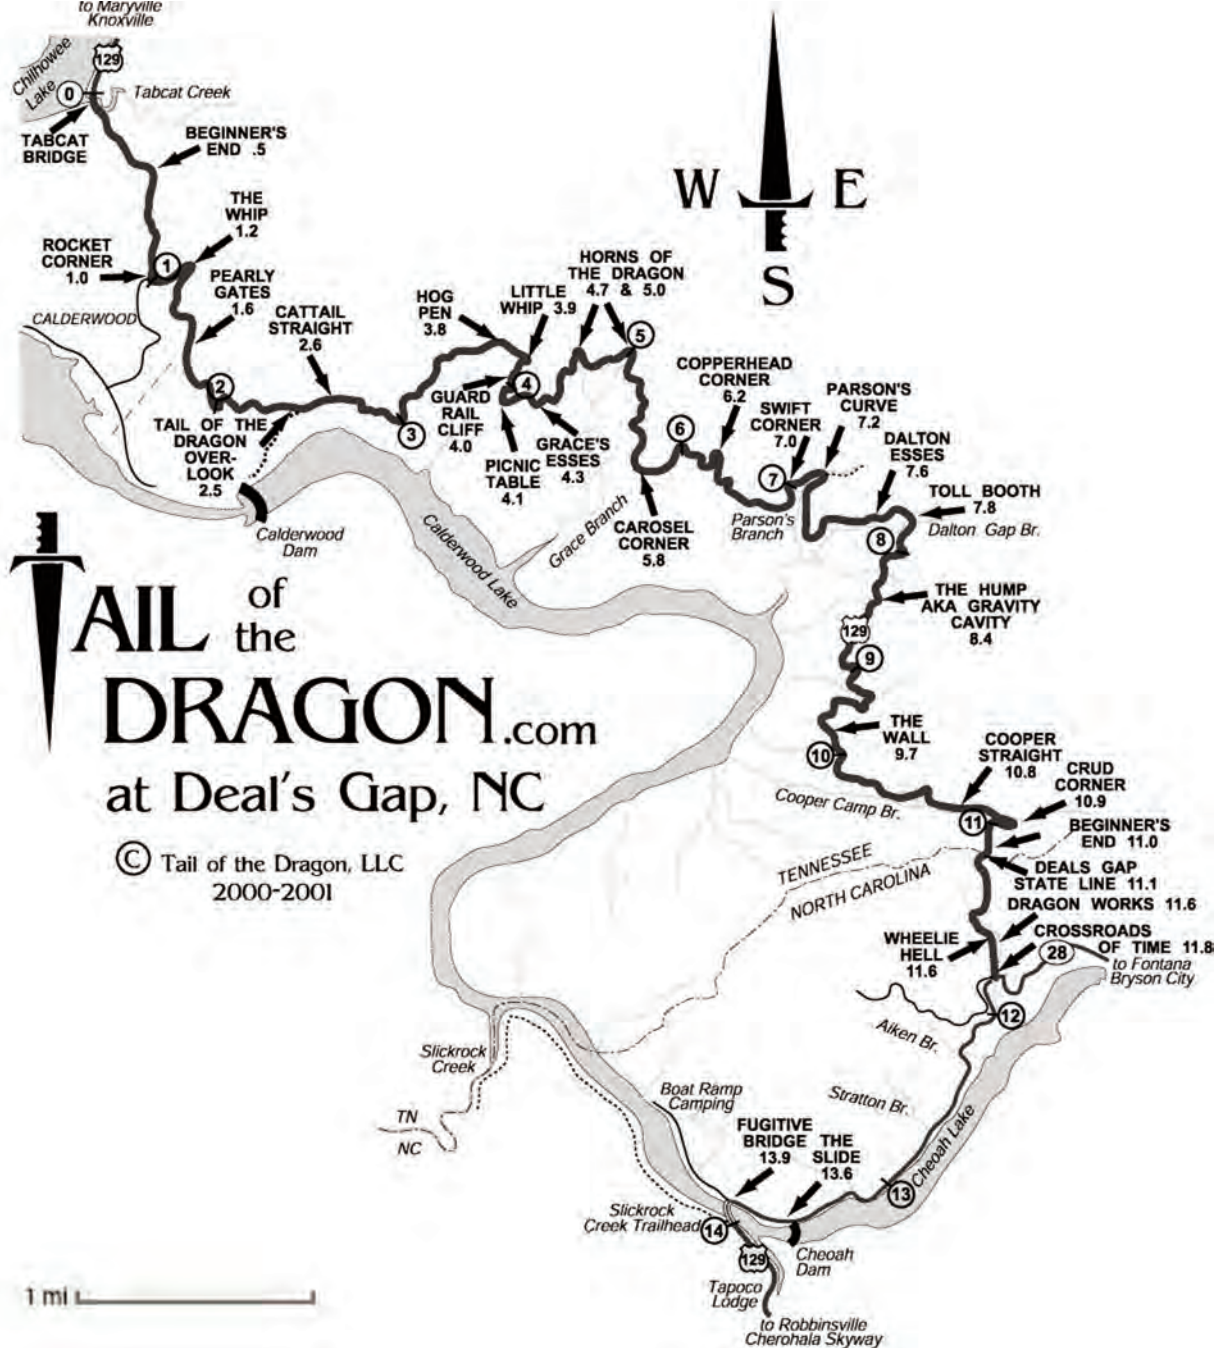 to Maryville
Knoxville
129
Chilhowee
Lake
0
Tabcat Creek
TABCAT
BRIDGE
BEGINNER'S
END .5
THE
WHIP
1.2
ROCKET
CORNER
1.0
1
PEARLY
GATES
1.6
CALDERWOOD
CATTAIL
STRAIGHT
2.6
2
TAIL OF THE
DRAGON
OVER-
LOOK
2.5
HOG
PEN
3.8
LITTLE
WHIP 3.9
HORNS OF
THE DRAGON
4.7 & 5.0
3
GUARD
RAIL
CLIFF
4.0
4
PICNIC
TABLE
4.1
GRACE'S
ESSES
4.3
5
W E
S
COPPERHEAD
CORNER
6.2
6
SWIFT
CORNER
7.0
PARSON'S
CURVE
7.2
7
DALTON
ESSES
7.6
TOLL BOOTH
7.8
Dalton Gap Br.
8
Parson's
Branch
CAROSEL
CORNER
5.8
Grace Branch
Calderwood
Dam
Calderwood Lake
THE HUMP
AKA GRAVITY
CAVITY
8.4
129
9
TAIL of
the
DRAGON.com
at Deal's Gap, NC
© Tail of the Dragon, LLC
2000-2001
THE
WALL
9.7
10
COOPER
STRAIGHT
10.8
CRUD
CORNER
10.9
Cooper Camp Br.
11
BEGINNER'S
END 11.0
TENNESSEE
NORTH CAROLINA
DEALS GAP
STATE LINE 11.1
DRAGON WORKS 11.6
WHEELIE
HELL
11.6
CROSSROADS
OF TIME 11.8
28
to Fontana
Bryson City
12
Aiken Br.
Slickrock
Creek
TN
NC
Boat Ramp
Camping
Stratton Br.
Cheoah Lake
FUGITIVE
BRIDGE
13.9
THE
SLIDE
13.6
13
Slickrock
Creek Trailhead
14
129
Cheoah
Dam
Tapoco
Lodge
to Robbinsville
Cherohala Skyway
1 mi